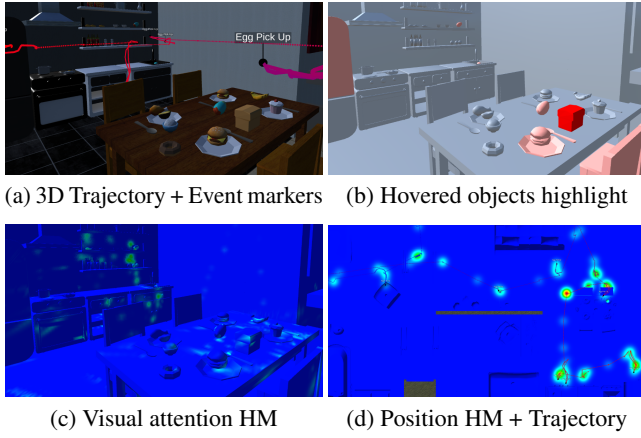 Egg Pick Up
(a) 3D Trajectory + Event markers
(b) Hovered objects highlight
(c) Visual attention HM
(d) Position HM + Trajectory